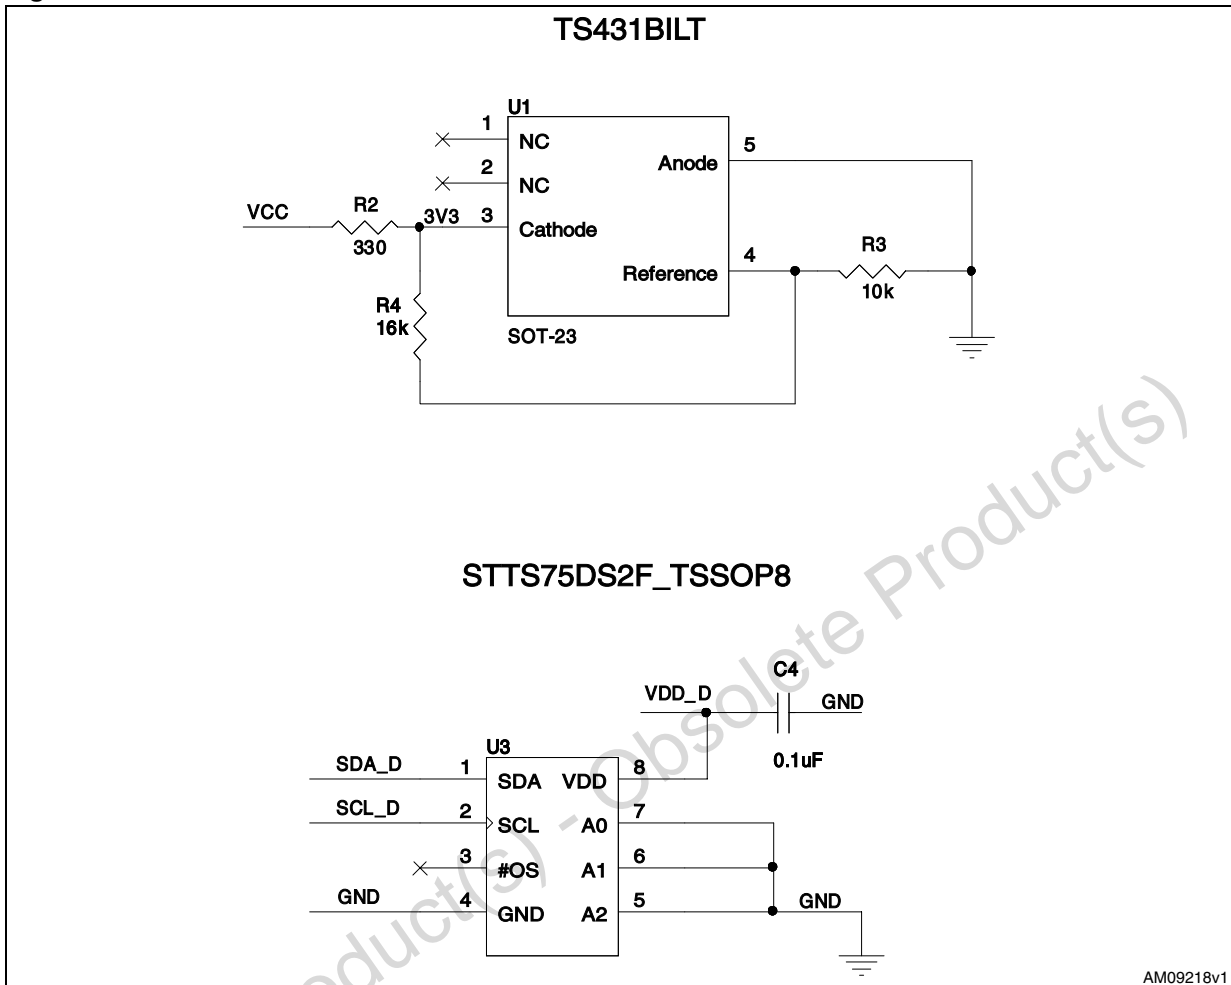 TS431BILT
U1
1
NC
2
NC
VCC
R2
330
3V3
3
Cathode
Anode
5
Reference
4
R3
10k
R4
16k
SOT-23
STTS75DS2F_TSSOP8
C4
VDD_D
GND
0.1uF
U3
SDA_D
1
SDA
VDD
8
SCL_D
2
SCL
A0
7
3
#OS
A1
6
GND
4
GND
A2
5
GND
AM09218v1
oduct(s) - Obsolete Product(s)